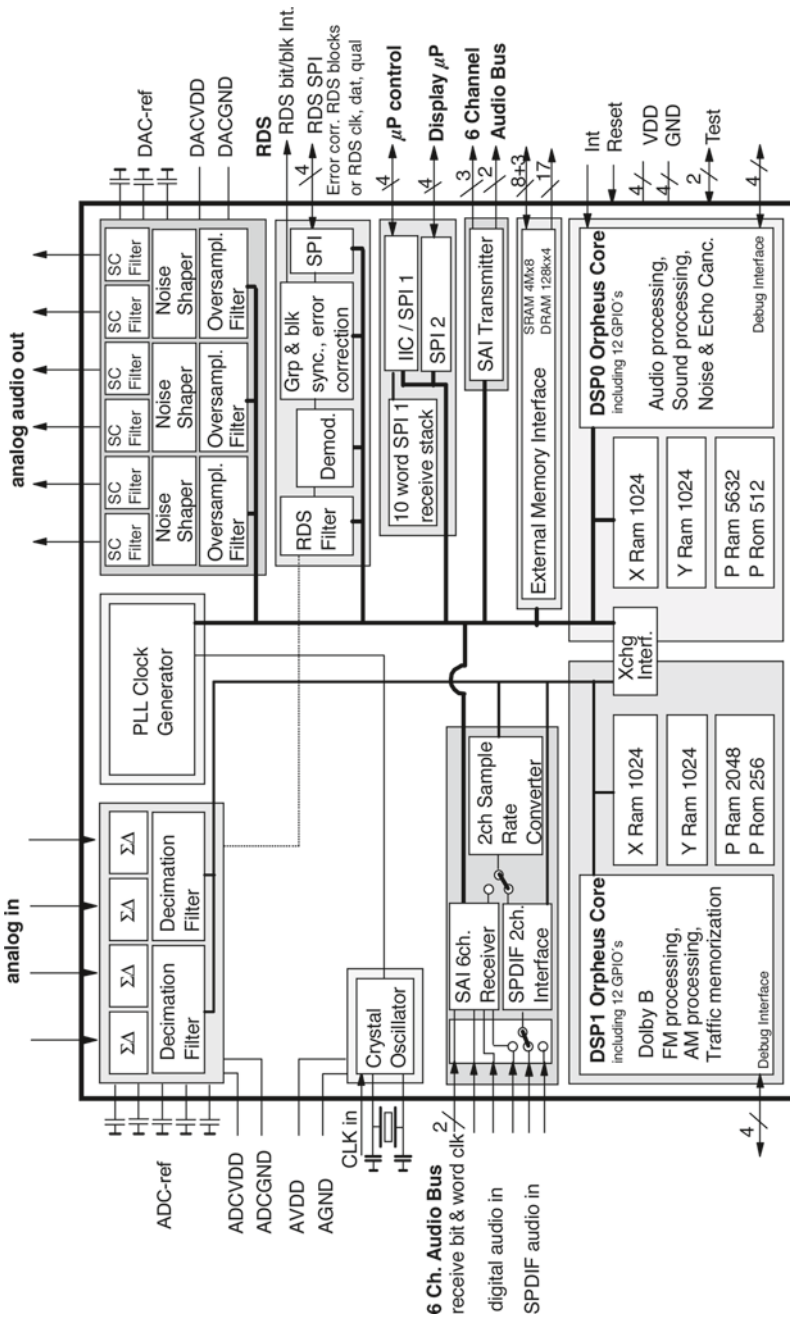 analog in
analog audio out
ADC-ref
ADCVDD
ADCGND
AVDD
AGND
CLK in
6 Ch. Audio Bus
receive bit & word clk
2
digital audio in
SPDIF audio in
4
ΣΔ
ΣΔ
ΣΔ
ΣΔ
Decimation
Filter
Decimation
Filter
PLL Clock
Generator
Crystal
Oscillator
SAI 6ch.
Receiver
SPDIF 2ch.
Interface
2ch Sample
Rate
Converter
DSP1 Orpheus Core
including 12 GPIO´s
Dolby B
FM processing,
AM processing,
Traffic memorization
Debug Interface
X Ram 1024
Y Ram 1024
P Ram 2048
P Rom 256
Xchg
Interf.
SC
Filter
SC
Filter
SC
Filter
SC
Filter
SC
Filter
SC
Filter
Noise
Shaper
Noise
Shaper
Noise
Shaper
Oversampl.
Filter
Oversampl.
Filter
Oversampl.
Filter
RDS
Filter
Demod.
Grp & blk
sync., error
correction
SPI
10 word SPI 1
receive stack
IIC / SPI 1
SPI 2
SAI Transmitter
External Memory Interface
SRAM 4Mx8
DRAM 128kx4
X Ram 1024
Y Ram 1024
P Ram 5632
P Rom 512
DSP0 Orpheus Core
including 12 GPIO´s
Audio processing,
Sound processing,
Noise & Echo Canc.
Debug Interface
DAC-ref
DACVDD
DACGND
RDS
RDS bit/blk Int.
4
RDS SPI
Error corr. RDS blocks
or RDS clk, dat, qual
4
µP control
4
Display µP
3
6 Channel
2
Audio Bus
8+3
17
Int
Reset
4
VDD
4
GND
2
Test
4